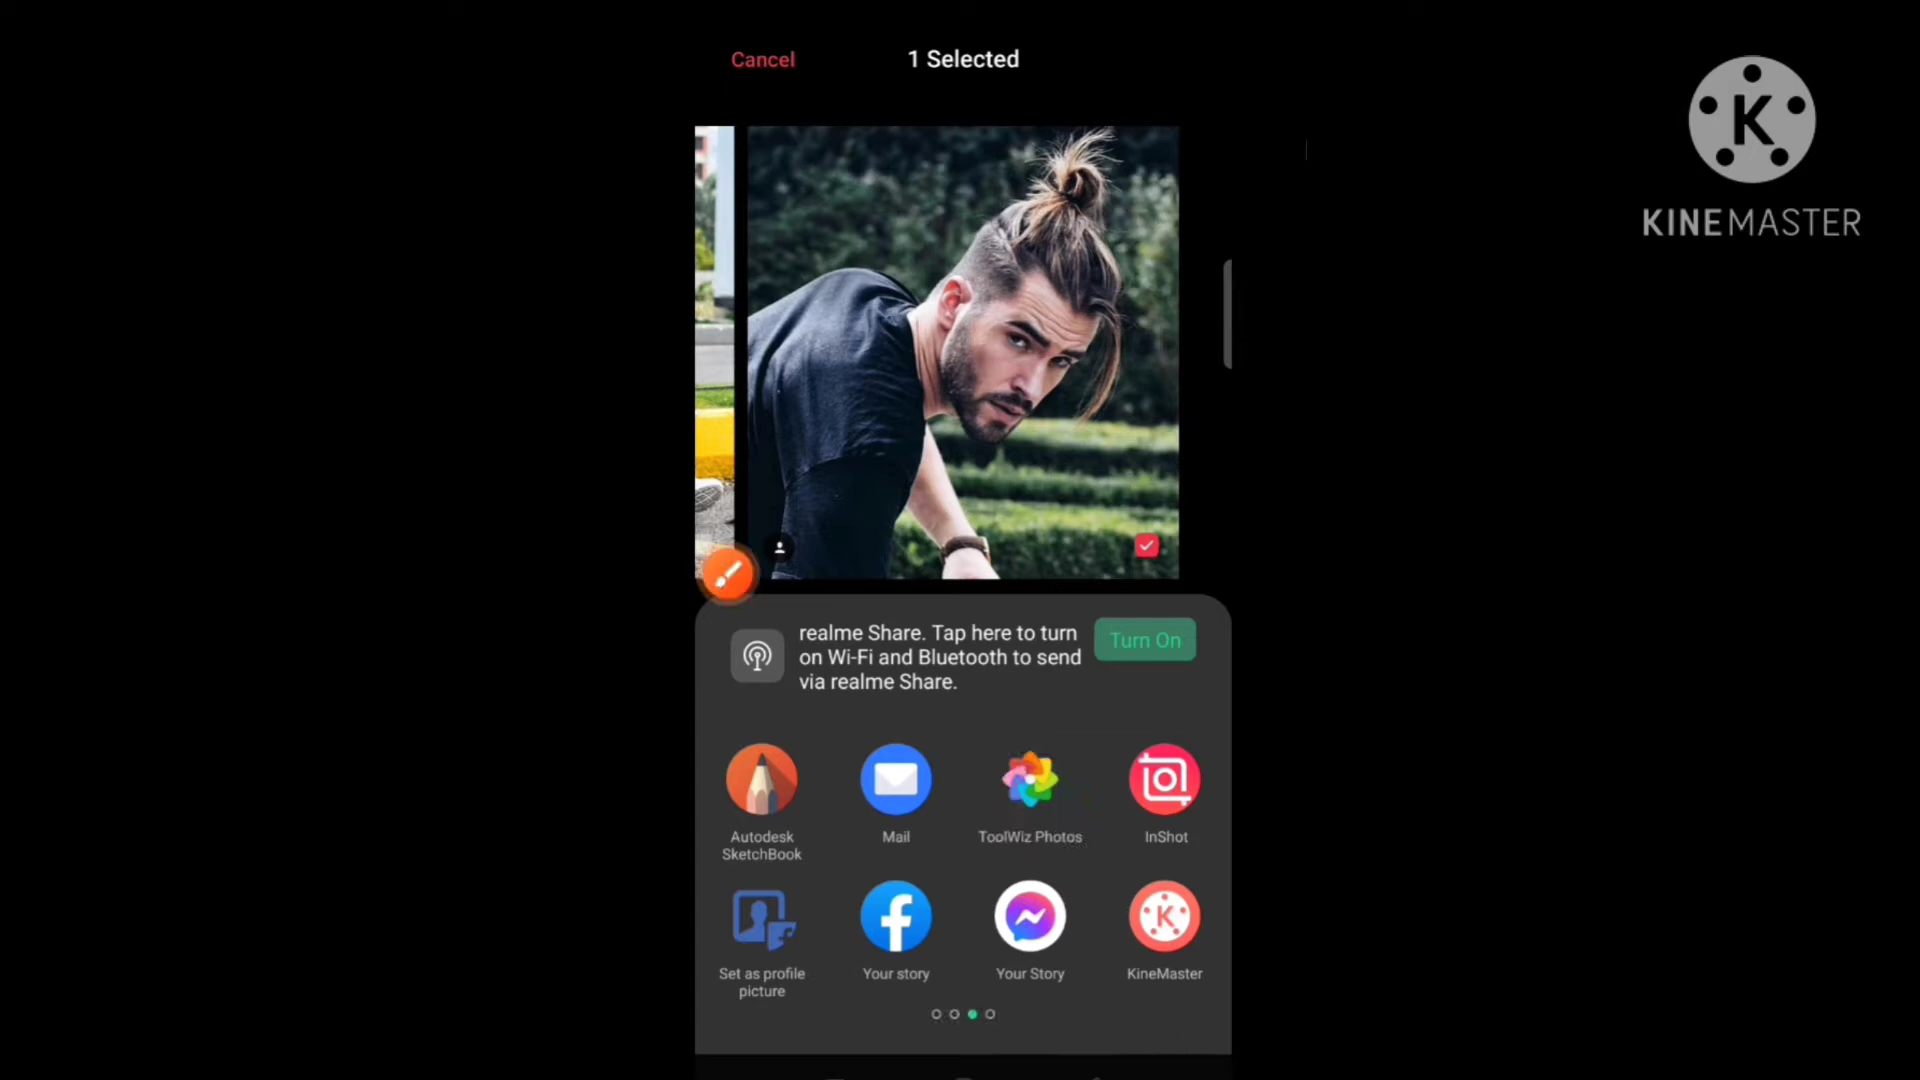 Cancel
1 Selected
KINEMASTER
realme Share. Tap here to turn
on Wi-Fi and Bluetooth to send
via realme Share.
Turn On
Autodesk
SketchBook
Mail
ToolWiz Photos
InShot
Set as profile
picture
Your story
Your Story
KineMaster